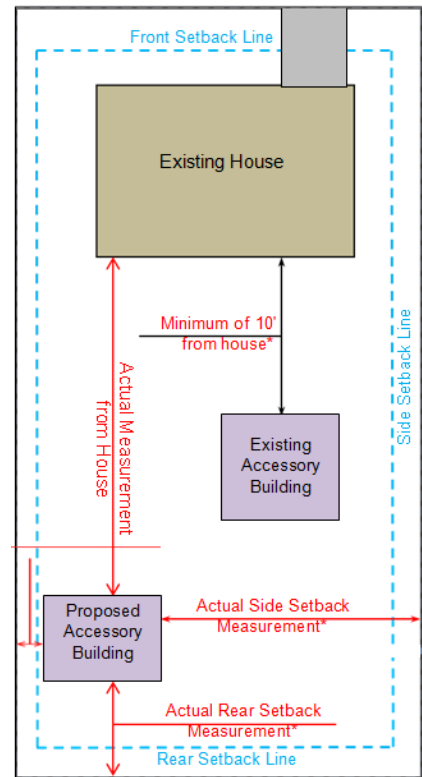 Front Setback Line
Existing House
Minimum of 10'
from house*
Actual Measurement
from House
Side Setback Line
Existing
Accessory
Building
Proposed
Accessory
Building
Actual Side Setback
Measurement*
Actual Rear Setback
Measurement*
Rear Setback Line